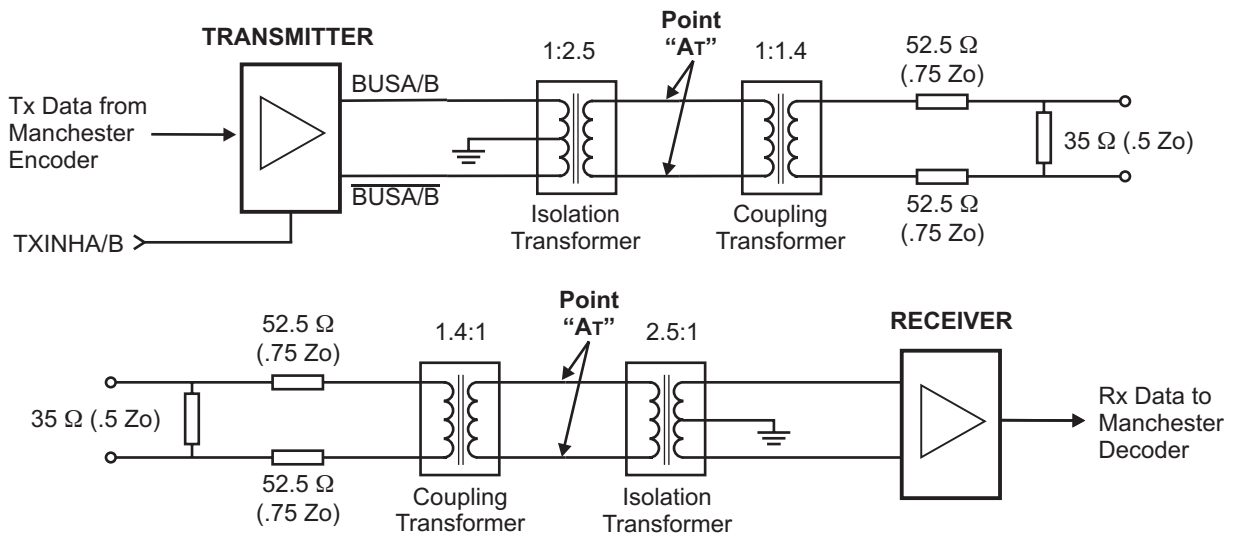 TRANSMITTER
Tx Data from
Manchester
Encoder
TXINHA/B
BUSA/B
BUSA/B
1:2.5
Isolation
Transformer
Point
“AT”
1:1.4
Coupling
Transformer
52.5 Ω
(.75 Zo)
35 Ω (.5 Zo)
52.5 Ω
(.75 Zo)
35 Ω (.5 Zo)
52.5 Ω
(.75 Zo)
52.5 Ω
(.75 Zo)
1.4:1
Coupling
Transformer
Point
“AT”
2.5:1
Isolation
Transformer
RECEIVER
Rx Data to
Manchester
Decoder